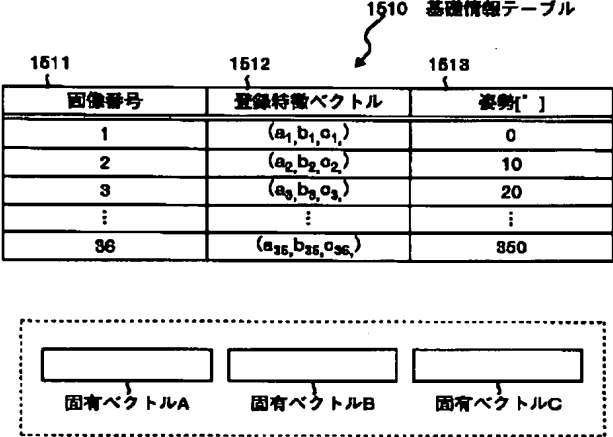 1510 基礎情報テーブル
1511 1512 1513
画像番号 登録特徴ベクトル 姿勢[°]
1 (a1,b1,c1,) 0
2 (a2,b2,c2,) 10
3 (a3,b3,c3,) 20
⋮ ⋮ ⋮
36 (a36,b36,c36,) 350
固有ベクトルA 固有ベクトルB 固有ベクトルC